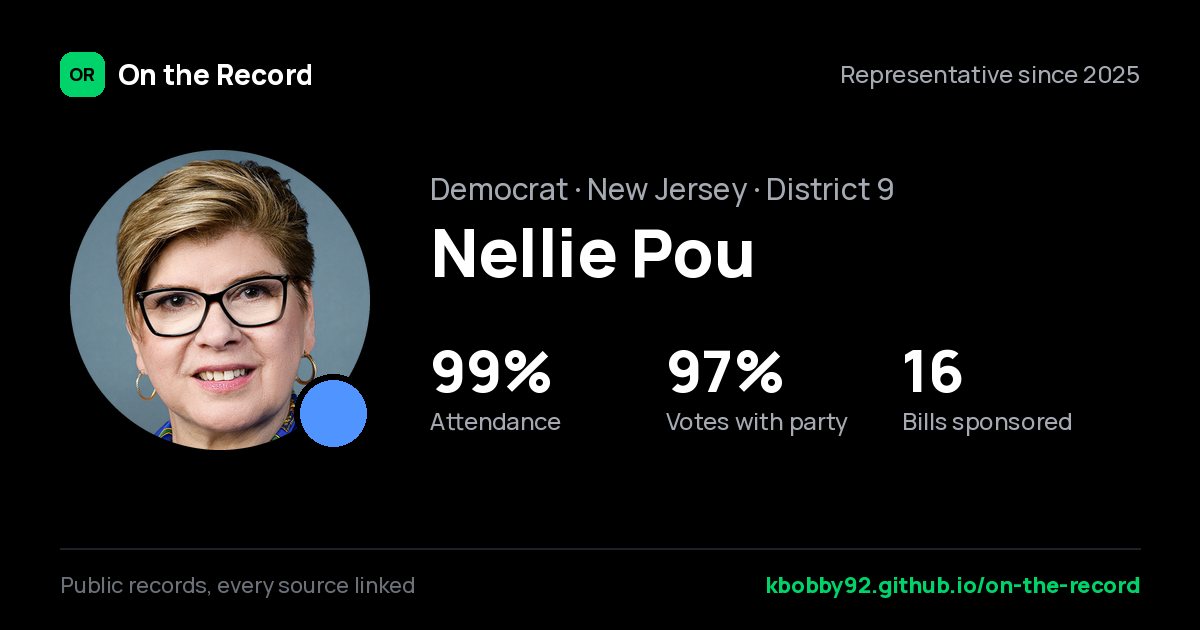 OR On the Record
Representative since 2025
Democrat · New Jersey · District 9
Nellie Pou
99% 97% 16
Attendance Votes with party Bills sponsored
Public records, every source linked
kbobby92.github.io/on-the-record